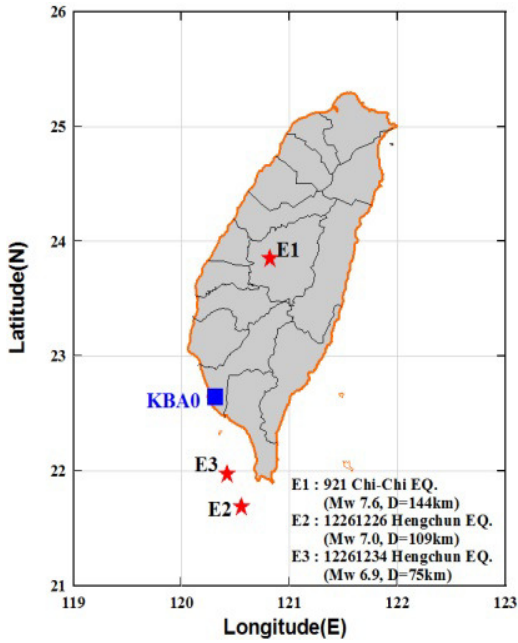 26
25
24
23
22
21
Latitude(N)
E1
KBA0
E3
E2
E1 : 921 Chi-Chi EQ.
(Mw 7.6, D=144km)
E2 : 12261226 Hengchun EQ.
(Mw 7.0, D=109km)
E3 : 12261234 Hengchun EQ.
(Mw 6.9, D=75km)
119 120 121 122 123
Longitude(E)